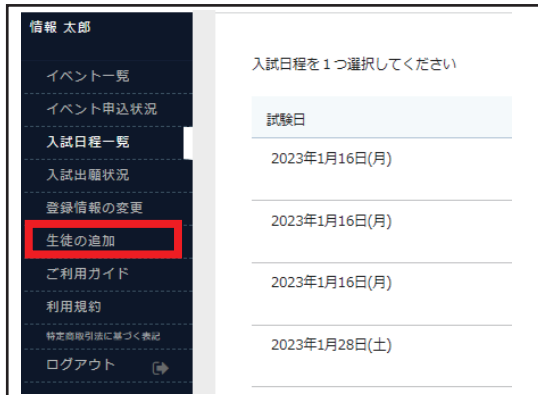 情報 太郎
イベント一覧
イベント申込状況
入試日程一覧
入試出願状況
登録情報の変更
生徒の追加
ご利用ガイド
利用規約
特定商取引法に基づく表記
ログアウト
入試日程を1つ選択してください
試験日
2023年1月16日(月)
2023年1月16日(月)
2023年1月16日(月)
2023年1月28日(土)